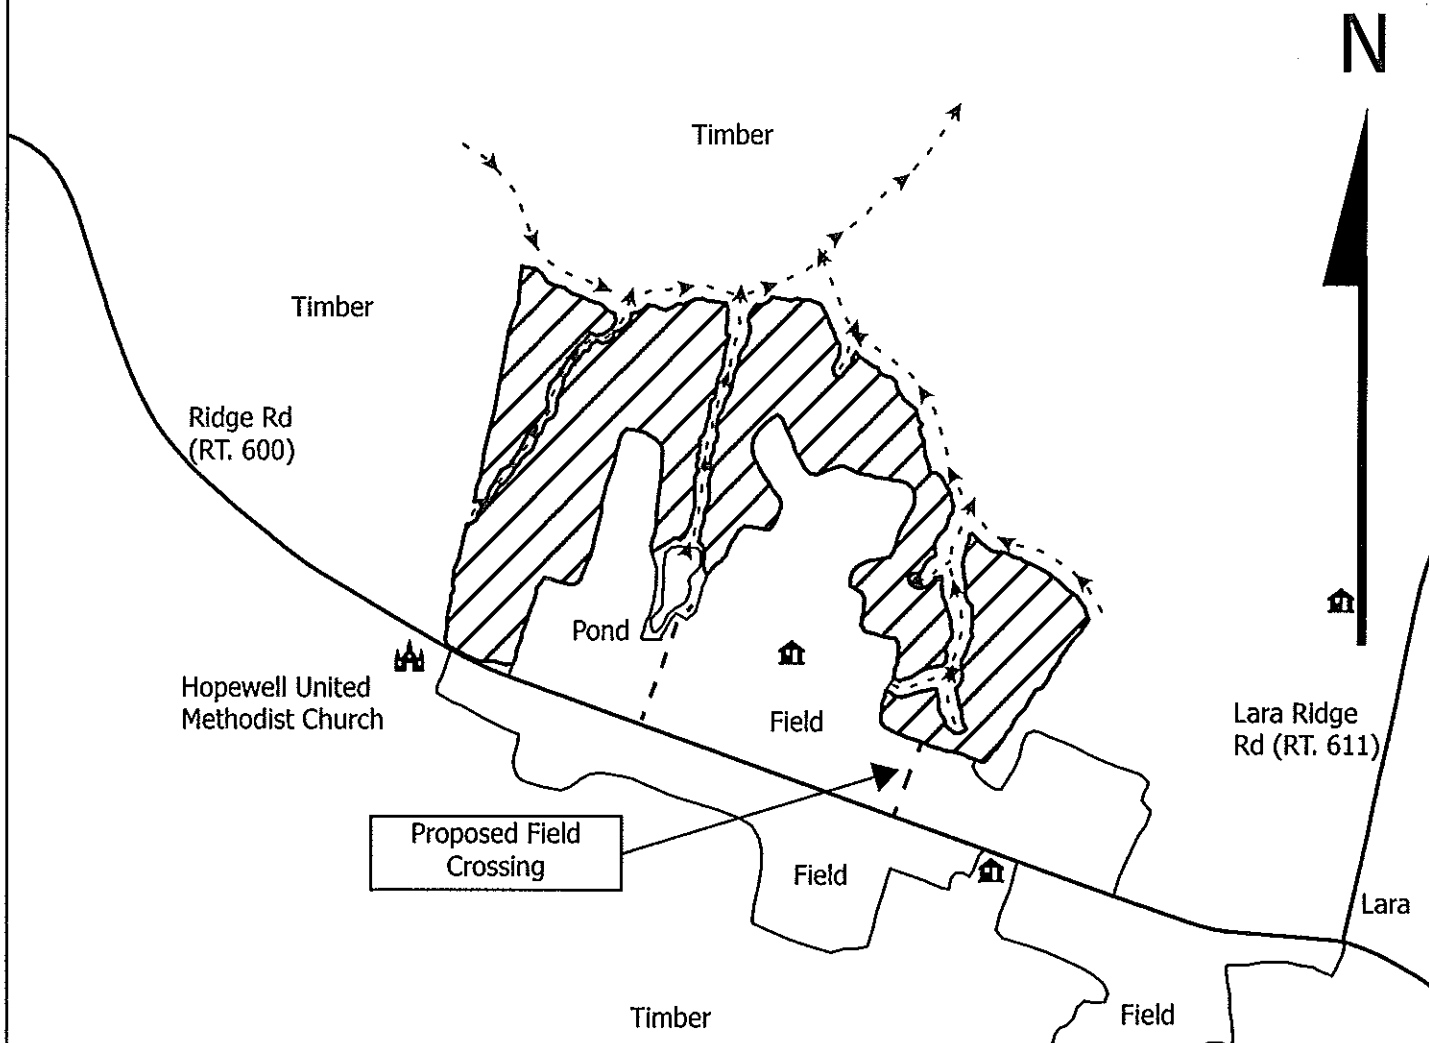 N
Timber
Timber
Ridge Rd
(RT. 600)
Pond
Hopewell United
Methodist Church
Field
Lara Ridge
Rd (RT. 611)
Proposed Field
Crossing
Field
Lara
Timber
Field